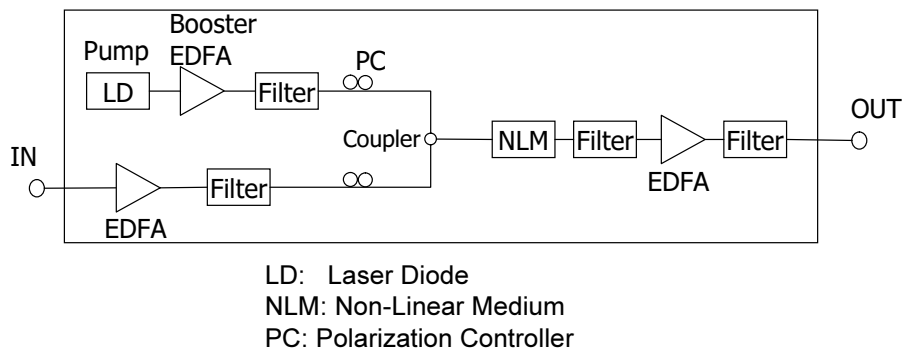 Booster
Pump EDFA
PC
LD
Filter
OUT
Coupler
NLM Filter Filter
IN
EDFA
Filter
EDFA
LD: Laser Diode
NLM: Non-Linear Medium
PC: Polarization Controller